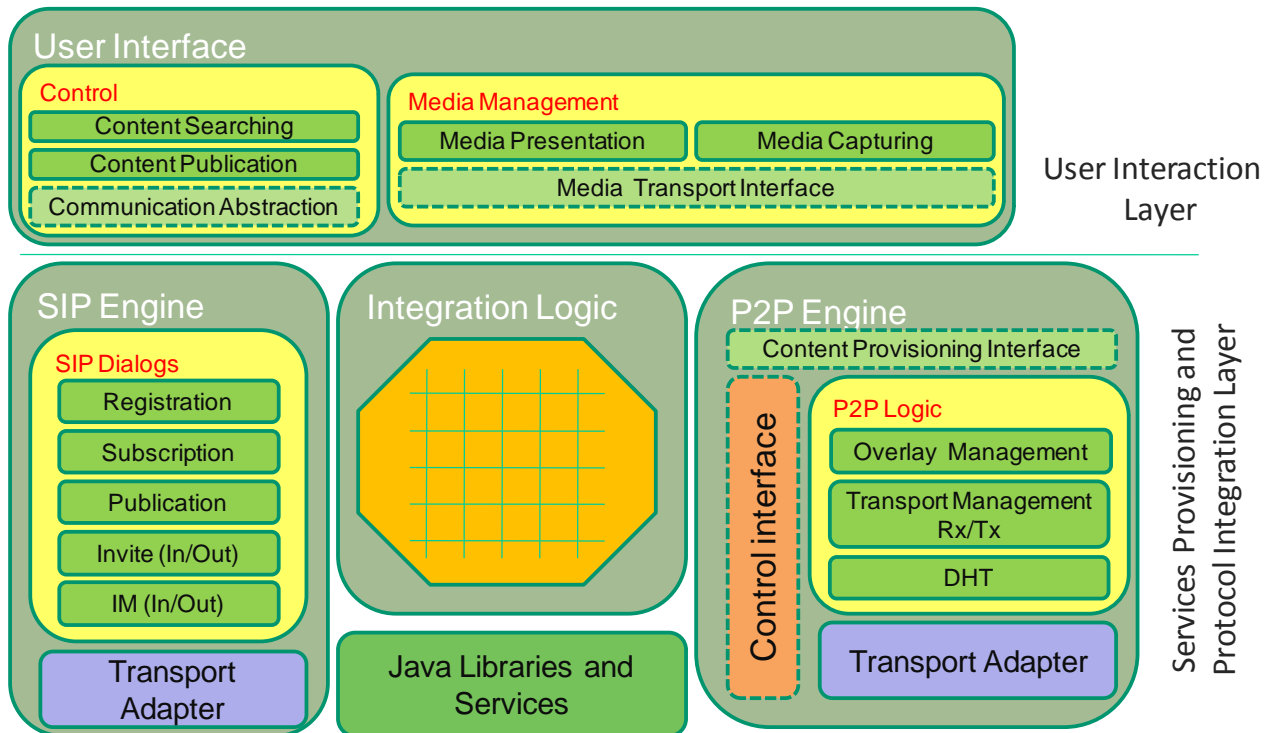 User Interface
Control
Content Searching
Content Publication
Communication Abstraction
Media Management
Media Presentation
Media Capturing
Media Transport Interface
User Interaction
Layer
SIP Engine
SIP Dialogs
Registration
Subscription
Publication
Invite (In/Out)
IM (In/Out)
Transport
Adapter
Integration Logic
Java Libraries and
Services
P2P Engine
Content Provisioning Interface
Control interface
P2P Logic
Overlay Management
Transport Management
Rx/Tx
DHT
Transport Adapter
Services Provisioning and
Protocol Integration Layer